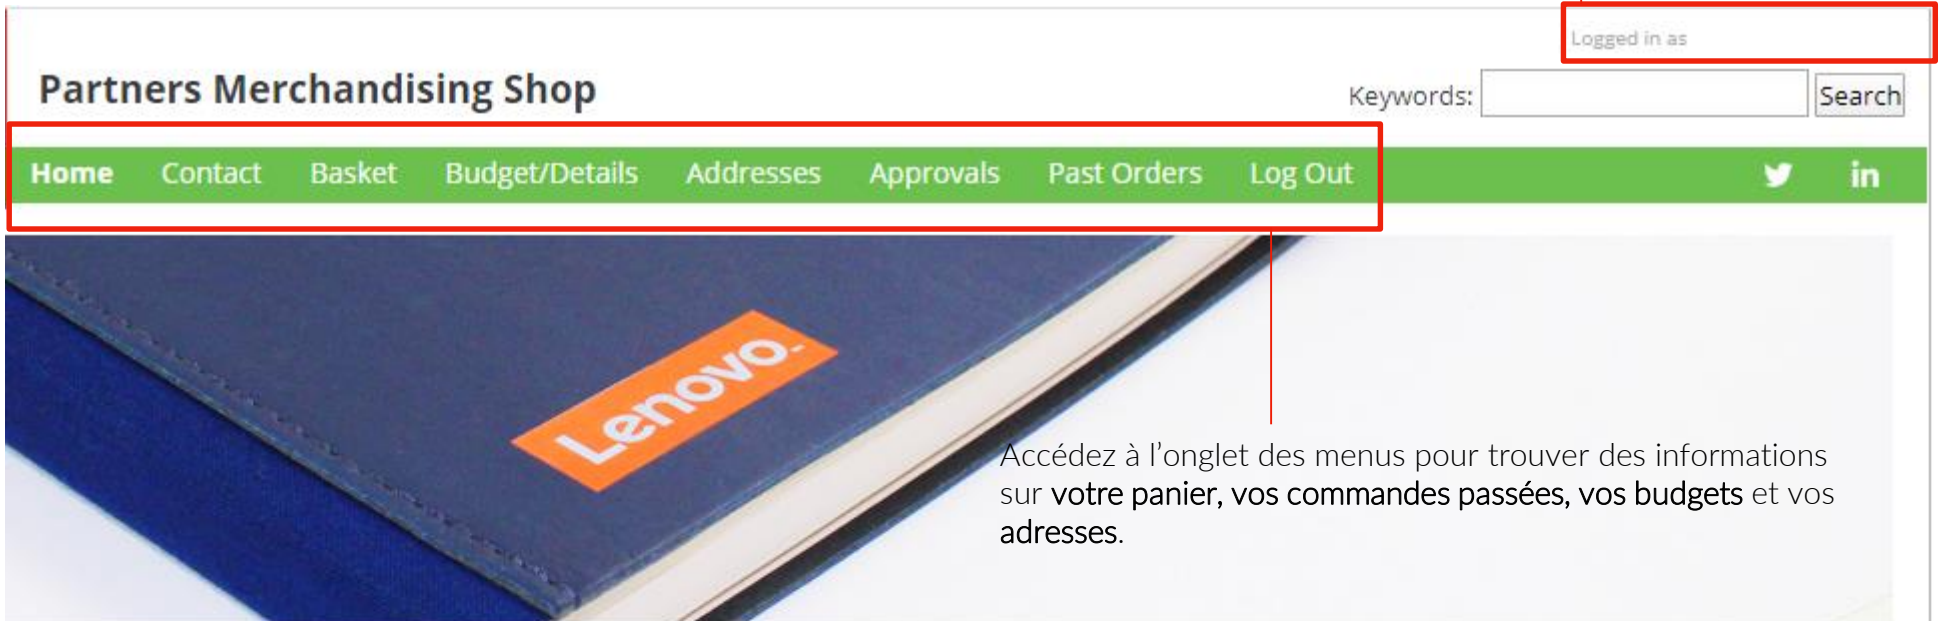 Logged in as
Partners Merchandising Shop
Keywords: Search
Home Contact Basket Budget/Details Addresses Approvals Past Orders Log Out in
Lenovo
Accédez à l’onglet des menus pour trouver des informations
sur votre panier, vos commandes passées, vos budgets et vos
adresses.